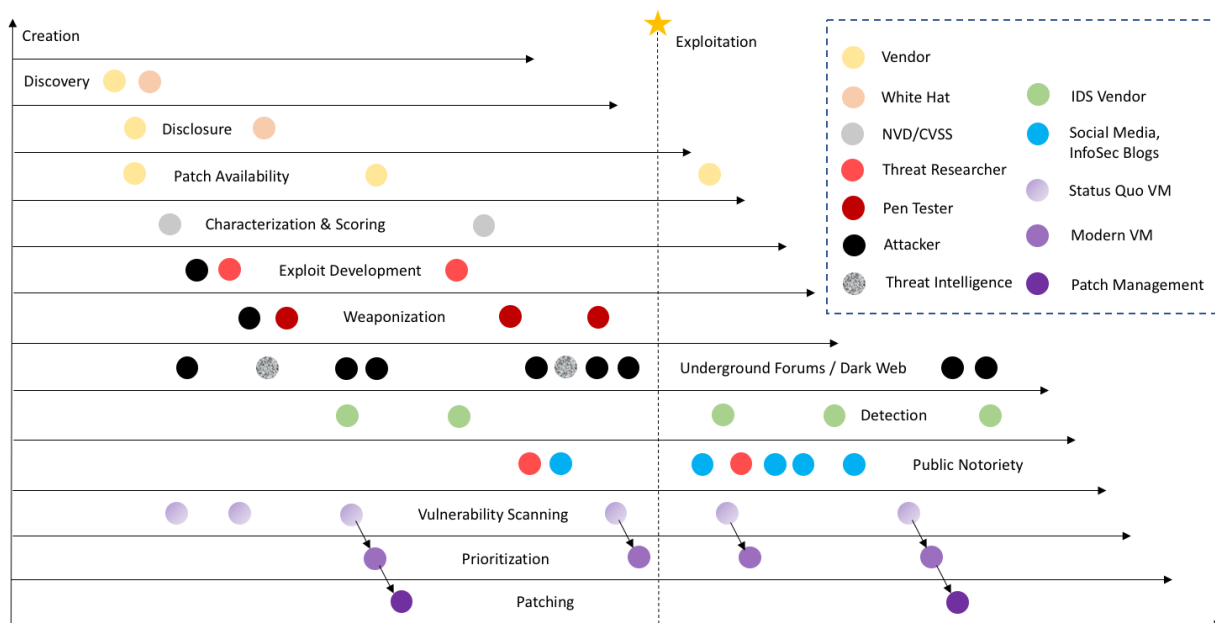 Creation
Exploitation
Discovery
Disclosure
Patch Availability
Characterization & Scoring
Exploit Development
Weaponization
Underground Forums / Dark Web
Detection
Public Notoriety
Vulnerability Scanning
Prioritization
Patching
Vendor
White Hat
NVD/CVSS
Threat Researcher
Pen Tester
Attacker
Threat Intelligence
IDS Vendor
Social Media,
InfoSec Blogs
Status Quo VM
Modern VM
Patch Management